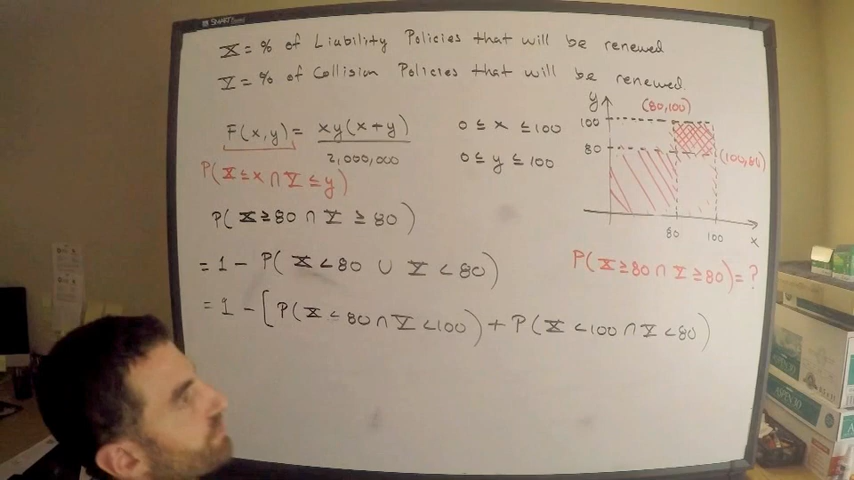 SMART Board
X = % of Liability Policies that will be renewed
Y = % of Collision Policies that will be renewed.
F(x,y) = xy(x+y) / 2,000,000
0 ≤ x ≤ 100
0 ≤ y ≤ 100
P(X ≤ x ∩ Y ≤ y)
P(X ≥ 80 ∩ Y ≥ 80)
= 1 − P(X < 80 ∪ Y < 80)
= 1 − [P(X < 80 ∩ Y < 100) + P(X < 100 ∩ Y < 80)
y
(80,100)
100
80
80
100
x
P(X ≥ 80 ∩ Y ≥ 80) = ?